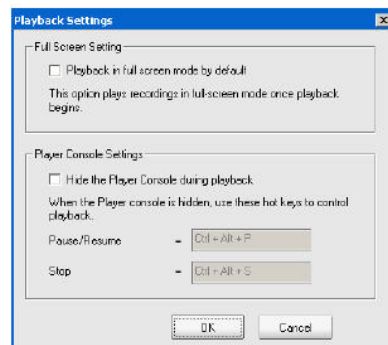 Playback Settings
Full Screen Setting
Playback in full screen mode by default
This option plays recordings in full-screen mode once playback
begins.
Player Console Settings
Hide the Player Console during playback
When the Player console is hidden, use these hot keys to control
playback.
Pause/Resume = Ctrl + Alt + P
Stop = Ctrl + Alt + S
OK Cancel